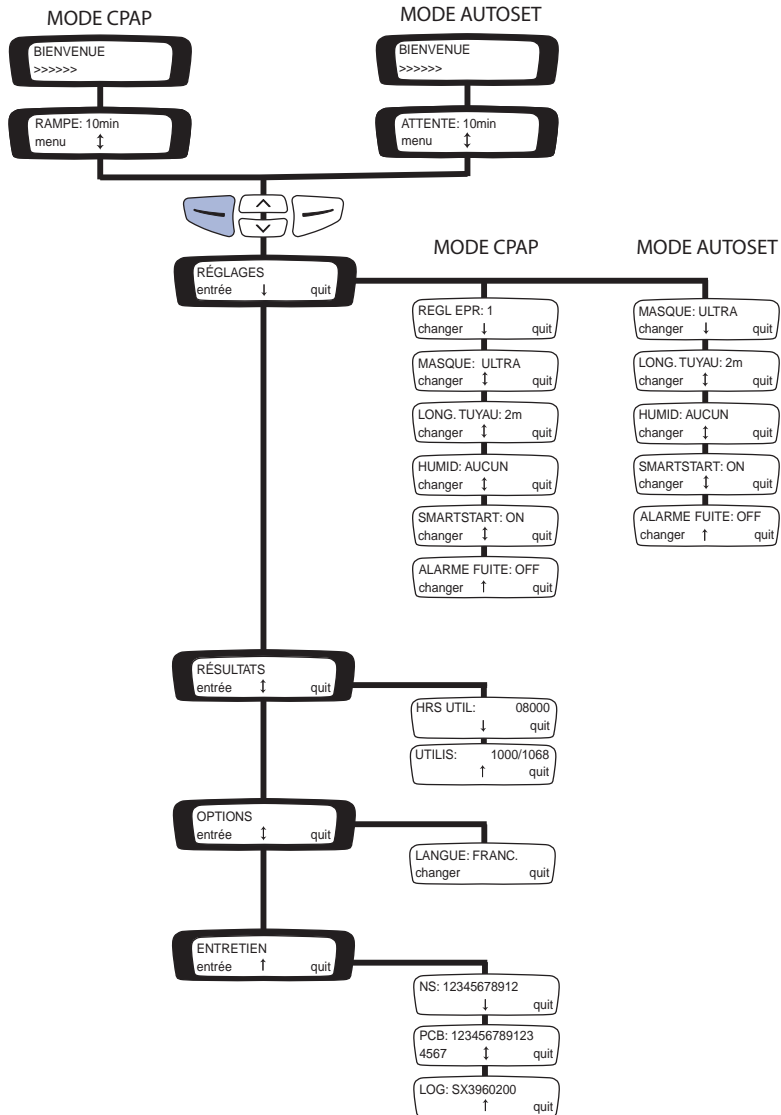 MODE CPAP
MODE AUTOSET
BIENVENUE
>>>>>>
BIENVENUE
>>>>>>
RAMPE: 10min
menu ↕
ATTENTE: 10min
menu ↕
MODE CPAP
MODE AUTOSET
RÉGLAGES
entrée ↓ quit
REGL EPR: 1
changer ↓ quit
MASQUE: ULTRA
changer ↕ quit
LONG. TUYAU: 2m
changer ↕ quit
HUMID: AUCUN
changer ↕ quit
SMARTSTART: ON
changer ↕ quit
ALARME FUITE: OFF
changer ↑ quit
MASQUE: ULTRA
changer ↓ quit
LONG. TUYAU: 2m
changer ↕ quit
HUMID: AUCUN
changer ↕ quit
SMARTSTART: ON
changer ↕ quit
ALARME FUITE: OFF
changer ↑ quit
RÉSULTATS
entrée ↕ quit
HRS UTIL: 08000
↓ quit
UTILIS: 1000/1068
↑ quit
OPTIONS
entrée ↕ quit
LANGUE: FRANC.
changer quit
ENTRETIEN
entrée ↑ quit
NS: 12345678912
↓ quit
PCB: 123456789123
4567 ↕ quit
LOG: SX3960200
↑ quit